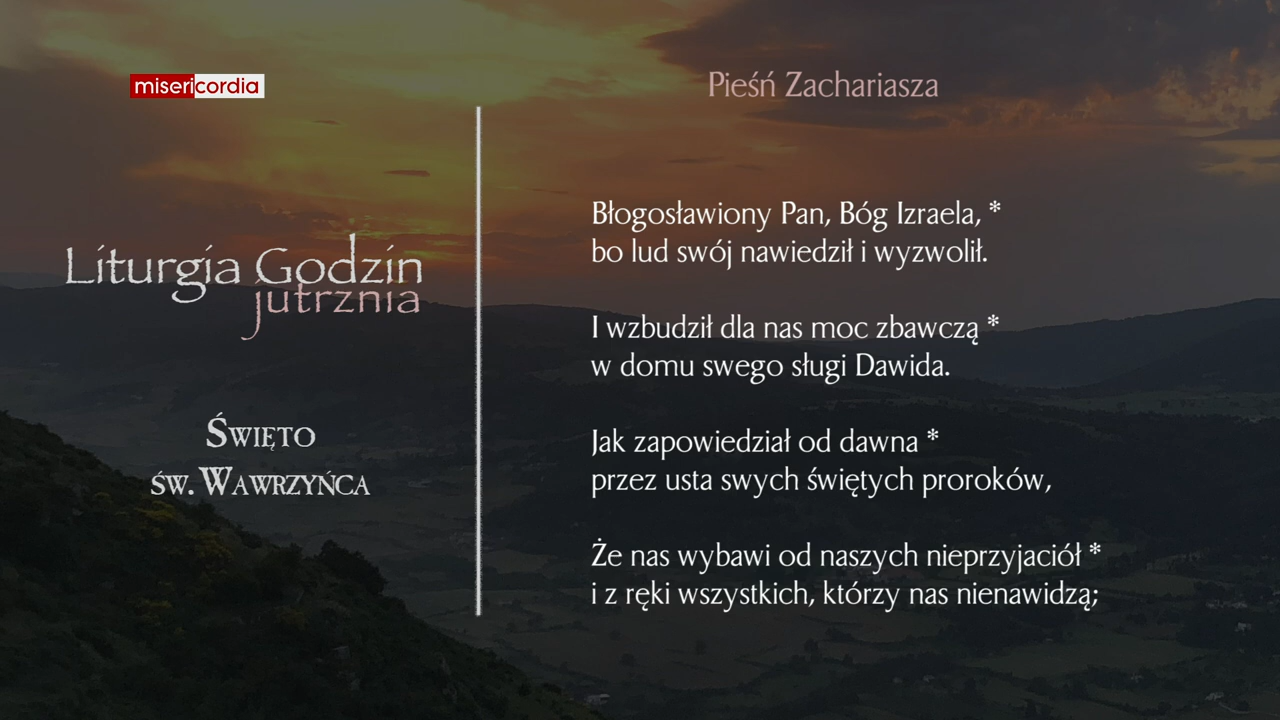 misericordia
Liturgia Godzin
jutrznia
Święto
św. Wawrzyńca
Pieśń Zachariasza
Błogosławiony Pan, Bóg Izraela, *
bo lud swój nawiedził i wyzwolił.
I wzbudził dla nas moc zbawczą *
w domu swego sługi Dawida.
Jak zapowiedział od dawna *
przez usta swych świętych proroków,
Że nas wybawi od naszych nieprzyjaciół *
i z ręki wszystkich, którzy nas nienawidzą;